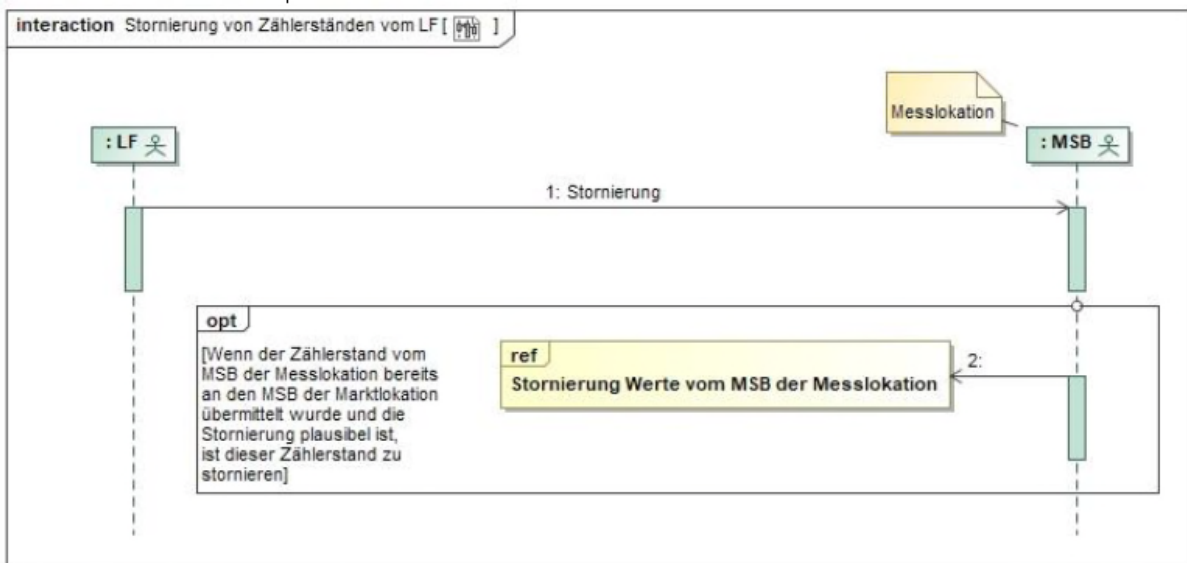 interaction Stornierung von Zählerständen vom LF [ ]
Messlokation
: LF
: MSB
1: Stornierung
opt
[Wenn der Zählerstand vom
MSB der Messlokation bereits
an den MSB der Marktlokation
übermittelt wurde und die
Stornierung plausibel ist,
ist dieser Zählerstand zu
stornieren]
ref
Stornierung Werte vom MSB der Messlokation
2: